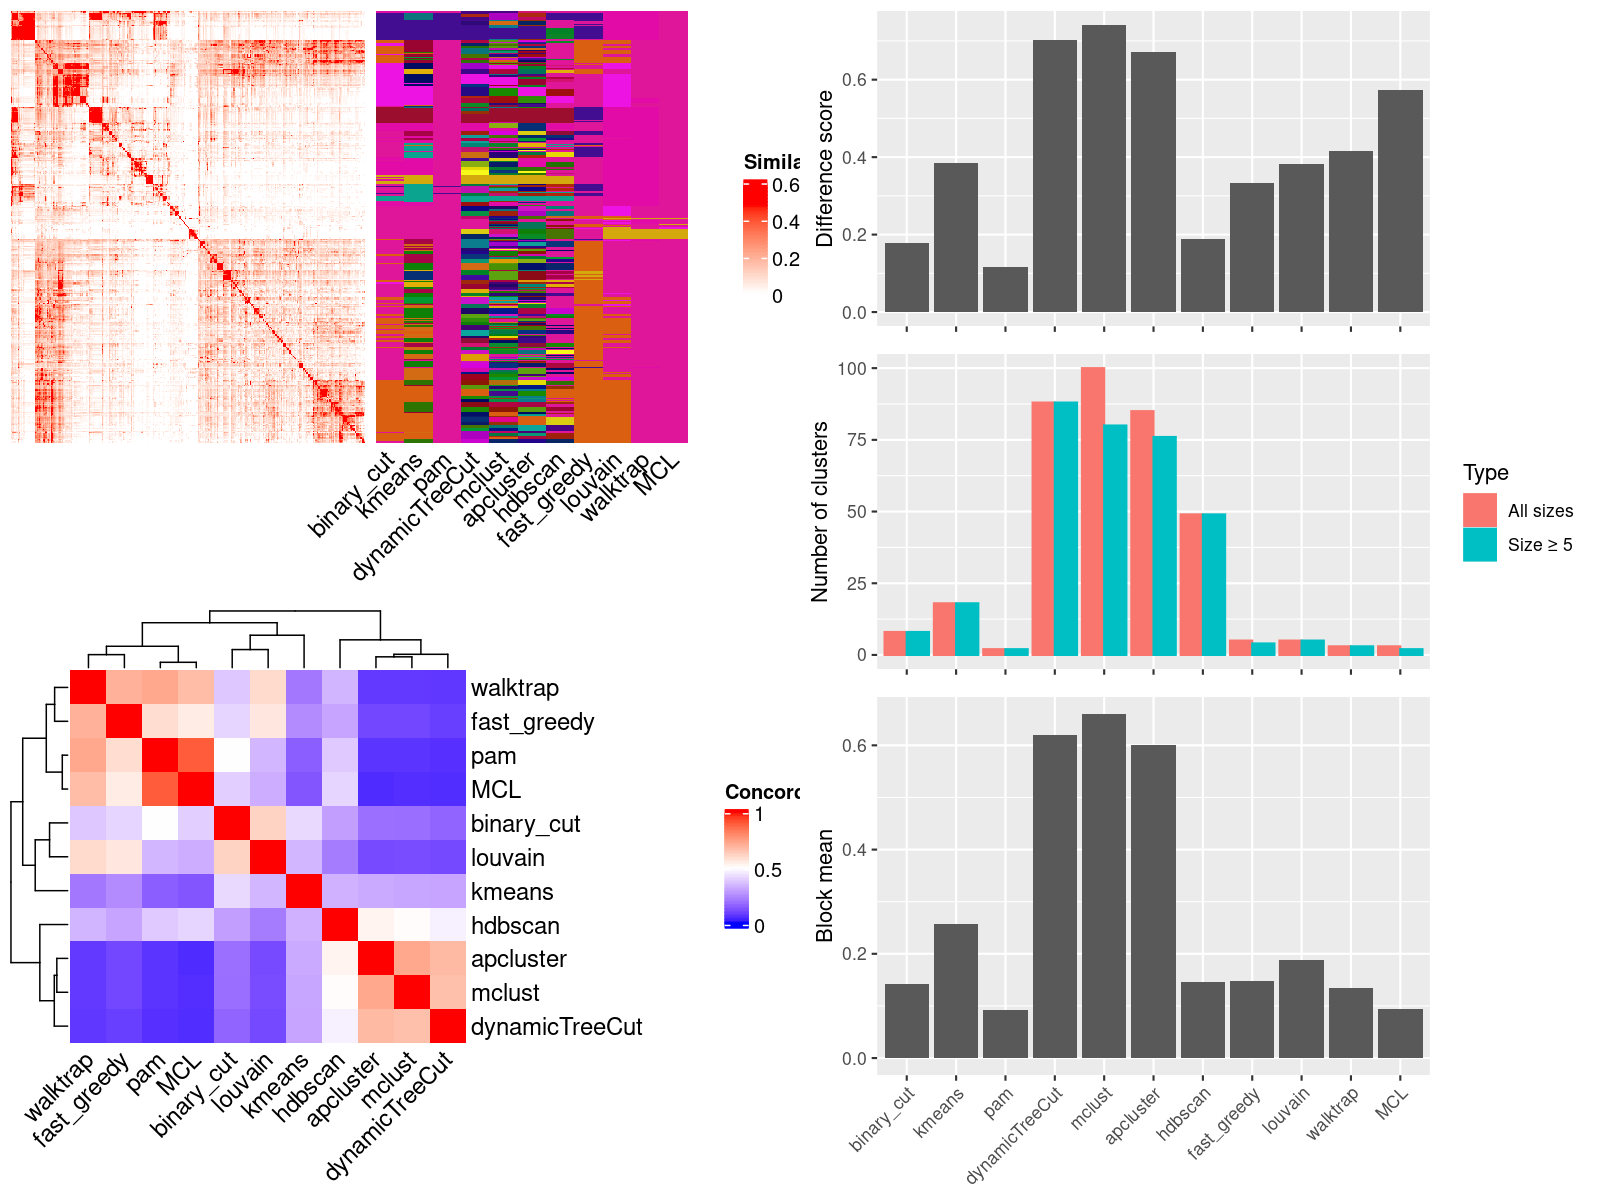 Simila
0.6
0.4
0.2
0
binary_cut
kmeans
pam
dynamicTreeCut
mclust
apcluster
hdbscan
fast_greedy
louvain
walktrap
MCL
Difference score
0.6
0.4
0.2
0.0
Number of clusters
100
75
50
25
0
Type
All sizes
Size ≥ 5
walktrap
fast_greedy
pam
MCL
binary_cut
louvain
kmeans
hdbscan
apcluster
mclust
dynamicTreeCut
walktrap
fast_greedy
pam
MCL
binary_cut
louvain
kmeans
hdbscan
apcluster
mclust
dynamicTreeCut
Concord
1
0.5
0
Block mean
0.6
0.4
0.2
0.0
binary_cut
kmeans
pam
dynamicTreeCut
mclust
apcluster
hdbscan
fast_greedy
louvain
walktrap
MCL